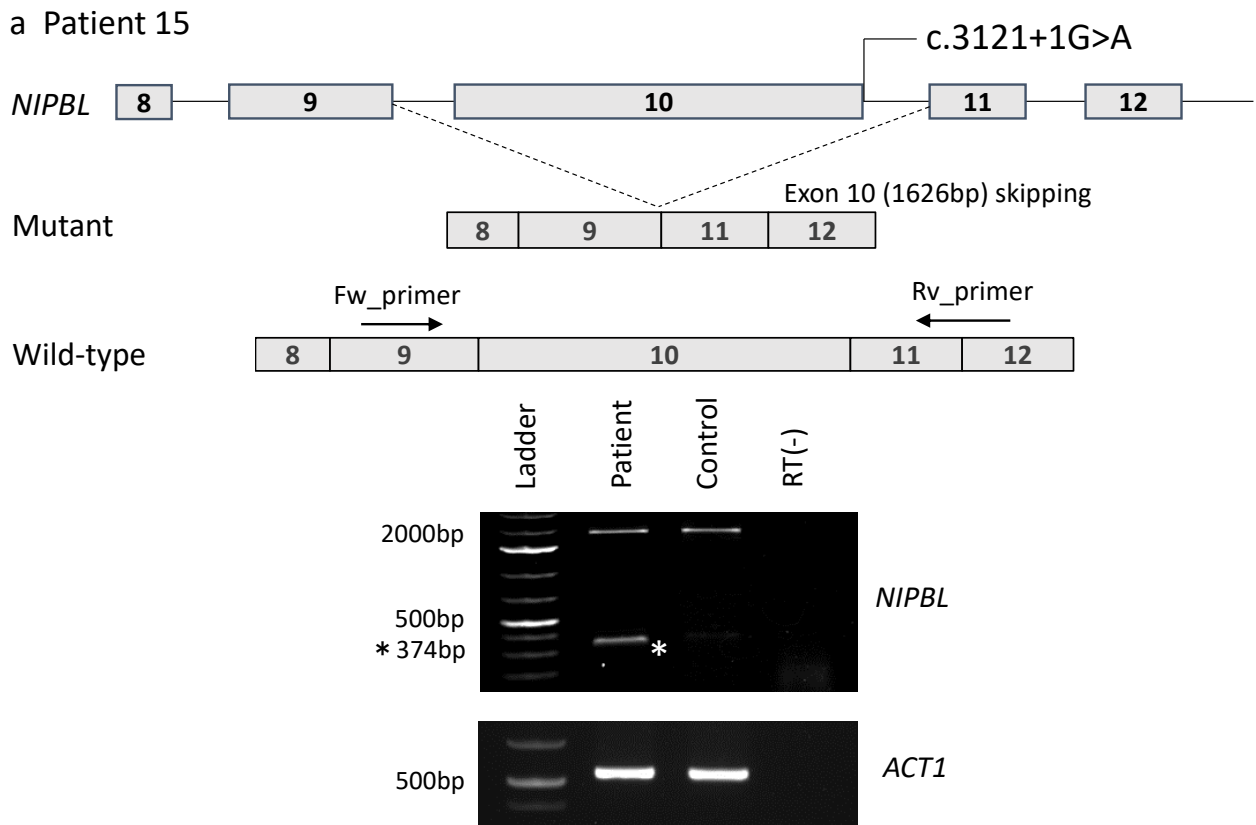 a Patient 15
c.3121+1G>A
NIPBL 8 9 10 11 12
Exon 10 (1626bp) skipping
Mutant 8 9 11 12
Fw_primer Rv_primer
Wild-type 8 9 10 11 12
Ladder Patient Control RT(-)
2000bp
500bp
* 374bp *
NIPBL
500bp
ACT1